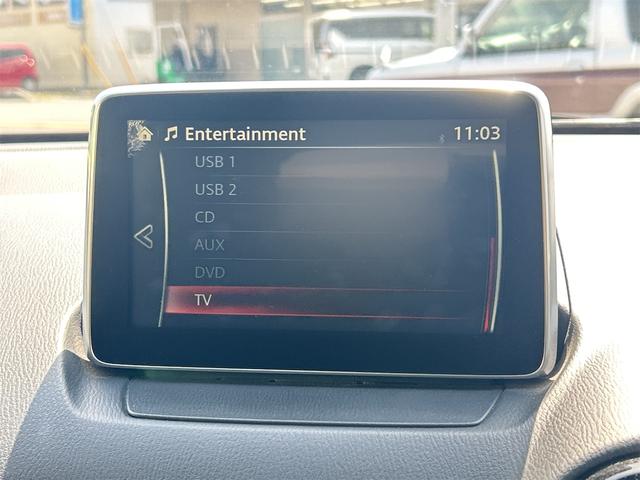 Entertainment
11:03
USB 1
USB 2
CD
AUX
DVD
TV